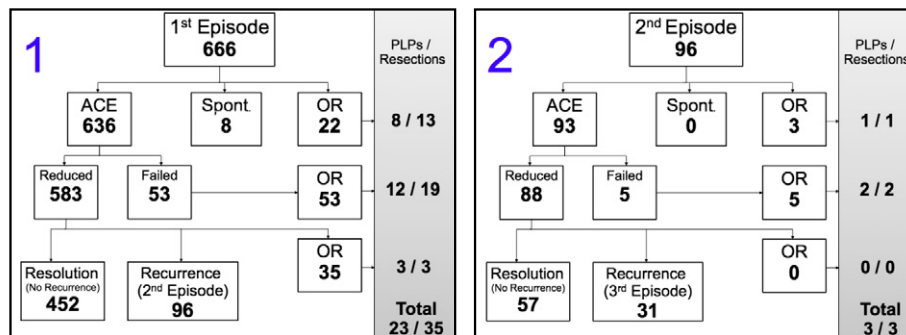 1
1st Episode
666
PLPs /
Resections
ACE
636
Spont.
8
OR
22
8 / 13
Reduced
583
Failed
53
OR
53
12 / 19
OR
35
3 / 3
Resolution
(No Recurrence)
452
Recurrence
(2nd Episode)
96
Total
23 / 35
2
2nd Episode
96
PLPs /
Resections
ACE
93
Spont.
0
OR
3
1 / 1
Reduced
88
Failed
5
OR
5
2 / 2
OR
0
0 / 0
Resolution
(No Recurrence)
57
Recurrence
(3rd Episode)
31
Total
3 / 3